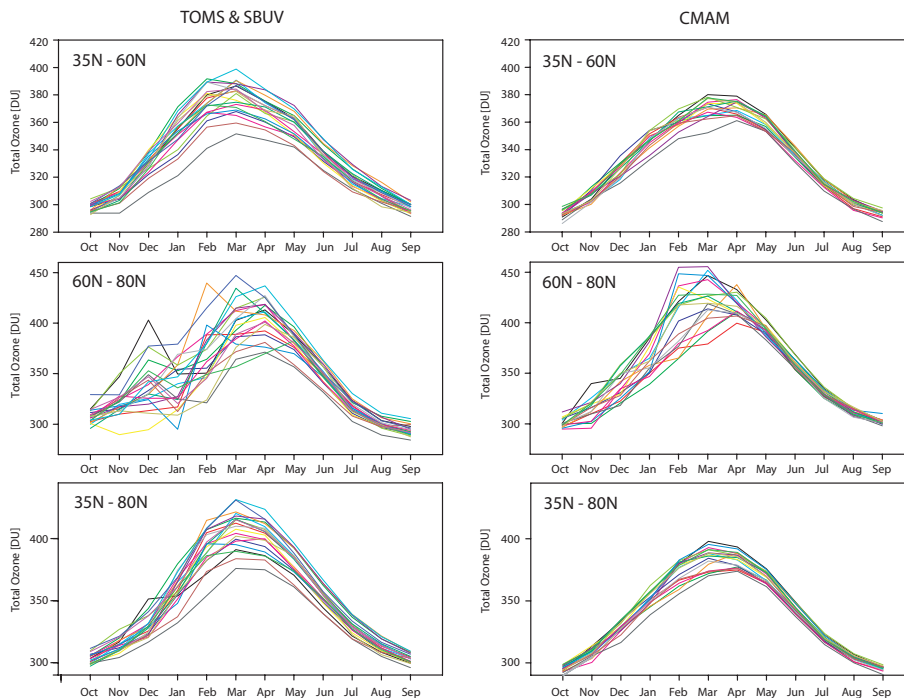 TOMS & SBUV
CMAM
35N - 60N
Total Ozone [DU]
420
400
380
360
340
320
300
280
Oct Nov Dec Jan Feb Mar Apr May Jun Jul Aug Sep
35N - 60N
Total Ozone [DU]
420
400
380
360
340
320
300
280
Oct Nov Dec Jan Feb Mar Apr May Jun Jul Aug Sep
60N - 80N
Total Ozone [DU]
450
400
350
300
Oct Nov Dec Jan Feb Mar Apr May Jun Jul Aug Sep
60N - 80N
Total Ozone [DU]
450
400
350
300
Oct Nov Dec Jan Feb Mar Apr May Jun Jul Aug Sep
35N - 80N
Total Ozone [DU]
400
350
300
Oct Nov Dec Jan Feb Mar Apr May Jun Jul Aug Sep
35N - 80N
Total Ozone [DU]
400
350
300
Oct Nov Dec Jan Feb Mar Apr May Jun Jul Aug Sep